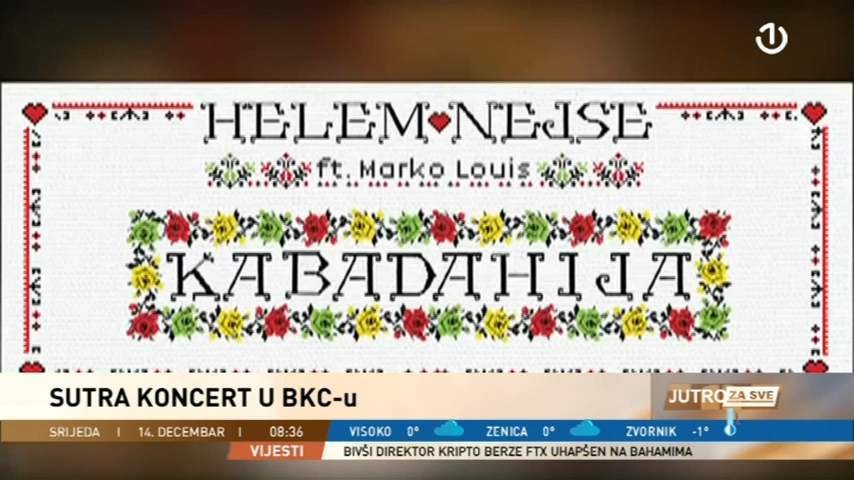 1
HELEM NEJSE
ft. Marko Louis
KABADAHIJA
SUTRA KONCERT U BKC-u
JUTRO ZA SVE
SRIJEDA I 14. DECEMBAR I 08:36 VISOKO 0° ZENICA 0° ZVORNIK -1°
VIJESTI BIVŠI DIREKTOR KRIPTO BERZE FTX UHAPŠEN NA BAHAMIMA